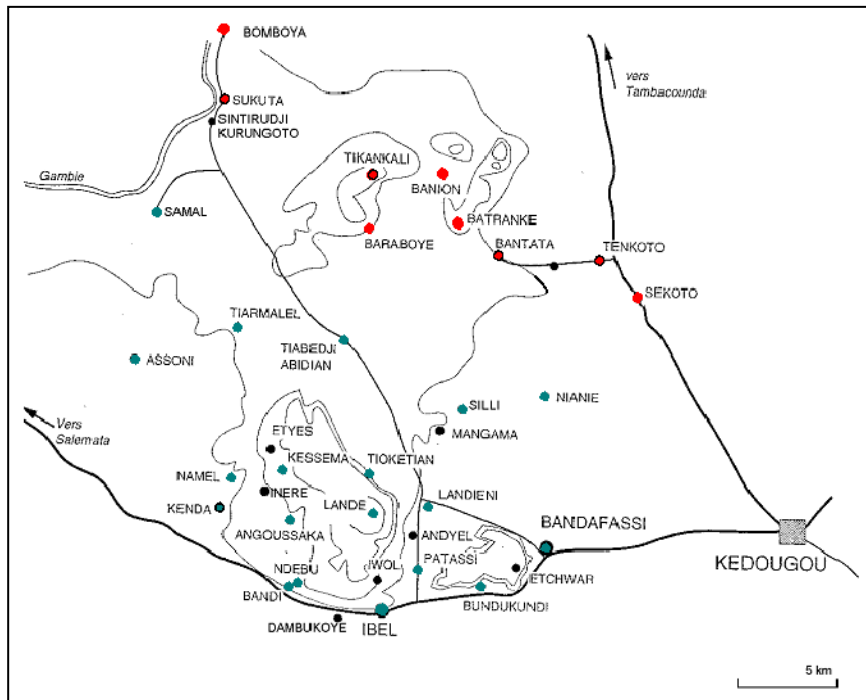 BOMBOYA
vers
Tambacounda
SUKUTA
SINTIRUDJI
KURUNGOTO
TIKANKALI
Gambie
BANION
SAMAL
BATRANKE
BARABOYE
BANTATA
TENKOTO
SEKOTO
TIARMALEL
TIABEDJI
ABIDIAN
ASSONI
NIANIE
SILLI
Vers
Salemata
MANGAMA
ETYES
KESSEMA
TIOKETIAN
INAMEL
INERE
LANDIENI
KENDA
LANDE
BANDAFASSI
ANGOUSSAKA
ANDYEL
KEDOUGOU
NDEBU
IWOL
PATASSI
ETCHWAR
BANDI
BUNDUKUNDI
DAMBUKOYE
IBEL
5 km